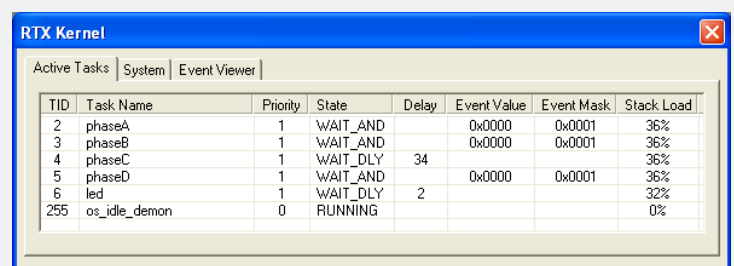 RTX Kernel
Active Tasks System Event Viewer
TID Task Name Priority State Delay Event Value Event Mask Stack Load
2 phaseA 1 WAIT_AND 0x0000 0x0001 36%
3 phaseB 1 WAIT_AND 0x0000 0x0001 36%
4 phaseC 1 WAIT_DLY 34 36%
5 phaseD 1 WAIT_AND 0x0000 0x0001 36%
6 led 1 WAIT_DLY 2 32%
255 os_idle_demon 0 RUNNING 0%